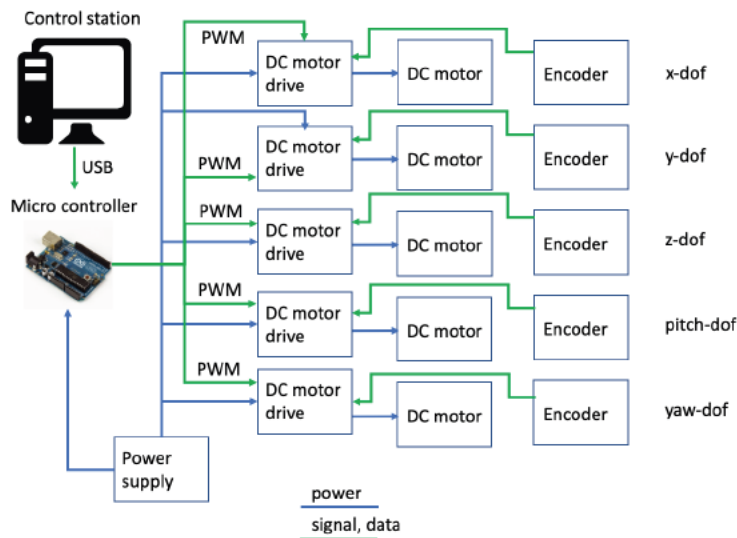 Control station
PWM
DC motor
drive
DC motor
Encoder
x-dof
USB
DC motor
drive
PWM
DC motor
Encoder
y-dof
Micro controller
PWM
DC motor
drive
DC motor
Encoder
z-dof
PWM
DC motor
drive
DC motor
Encoder
pitch-dof
PWM
DC motor
drive
DC motor
Encoder
yaw-dof
Power
supply
power
signal, data